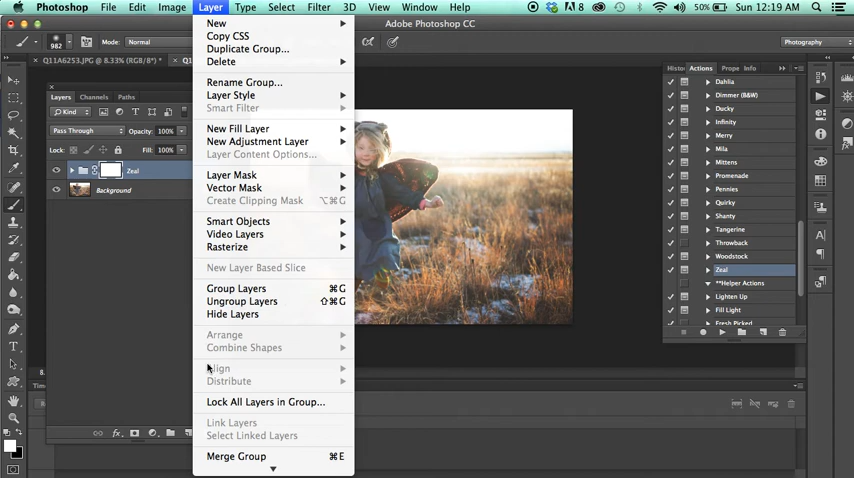 Photoshop File Edit Image Layer Type Select Filter 3D View Window Help 8 50% Sun 12:19 AM
Adobe Photoshop CC
982 Mode: Normal Photography
Q11A6253.JPG @ 8.33% (RGB/8*) *
Layers Channels Paths
Kind
Pass Through Opacity: 100%
Lock: Fill: 100%
Zeal
Background
New
Copy CSS
Duplicate Group...
Delete
Rename Group...
Layer Style
Smart Filter
New Fill Layer
New Adjustment Layer
Layer Content Options...
Layer Mask
Vector Mask
Create Clipping Mask ⌥⌘G
Smart Objects
Video Layers
Rasterize
New Layer Based Slice
Group Layers ⌘G
Ungroup Layers ⇧⌘G
Hide Layers
Arrange
Combine Shapes
Align
Distribute
Lock All Layers in Group...
Link Layers
Select Linked Layers
Merge Group ⌘E
Histo Actions Prope Info
Dahlia
Dimmer (B&W)
Ducky
Infinity
Merry
Mila
Mittens
Promenade
Pennies
Quirky
Shanty
Tangerine
Throwback
Woodstock
Zeal
**Helper Actions
Lighten Up
Fill Light
Fresh Picked